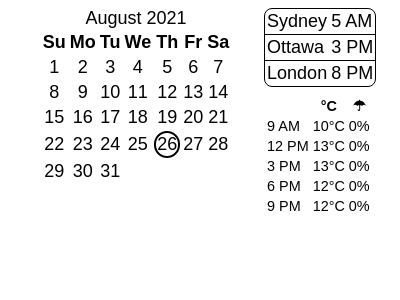 August 2021
Su Mo Tu We Th Fr Sa
1 2 3 4 5 6 7
8 9 10 11 12 13 14
15 16 17 18 19 20 21
22 23 24 25 26 27 28
29 30 31
Sydney 5 AM
Ottawa 3 PM
London 8 PM
°C ☂
9 AM 10°C 0%
12 PM 13°C 0%
3 PM 13°C 0%
6 PM 12°C 0%
9 PM 12°C 0%